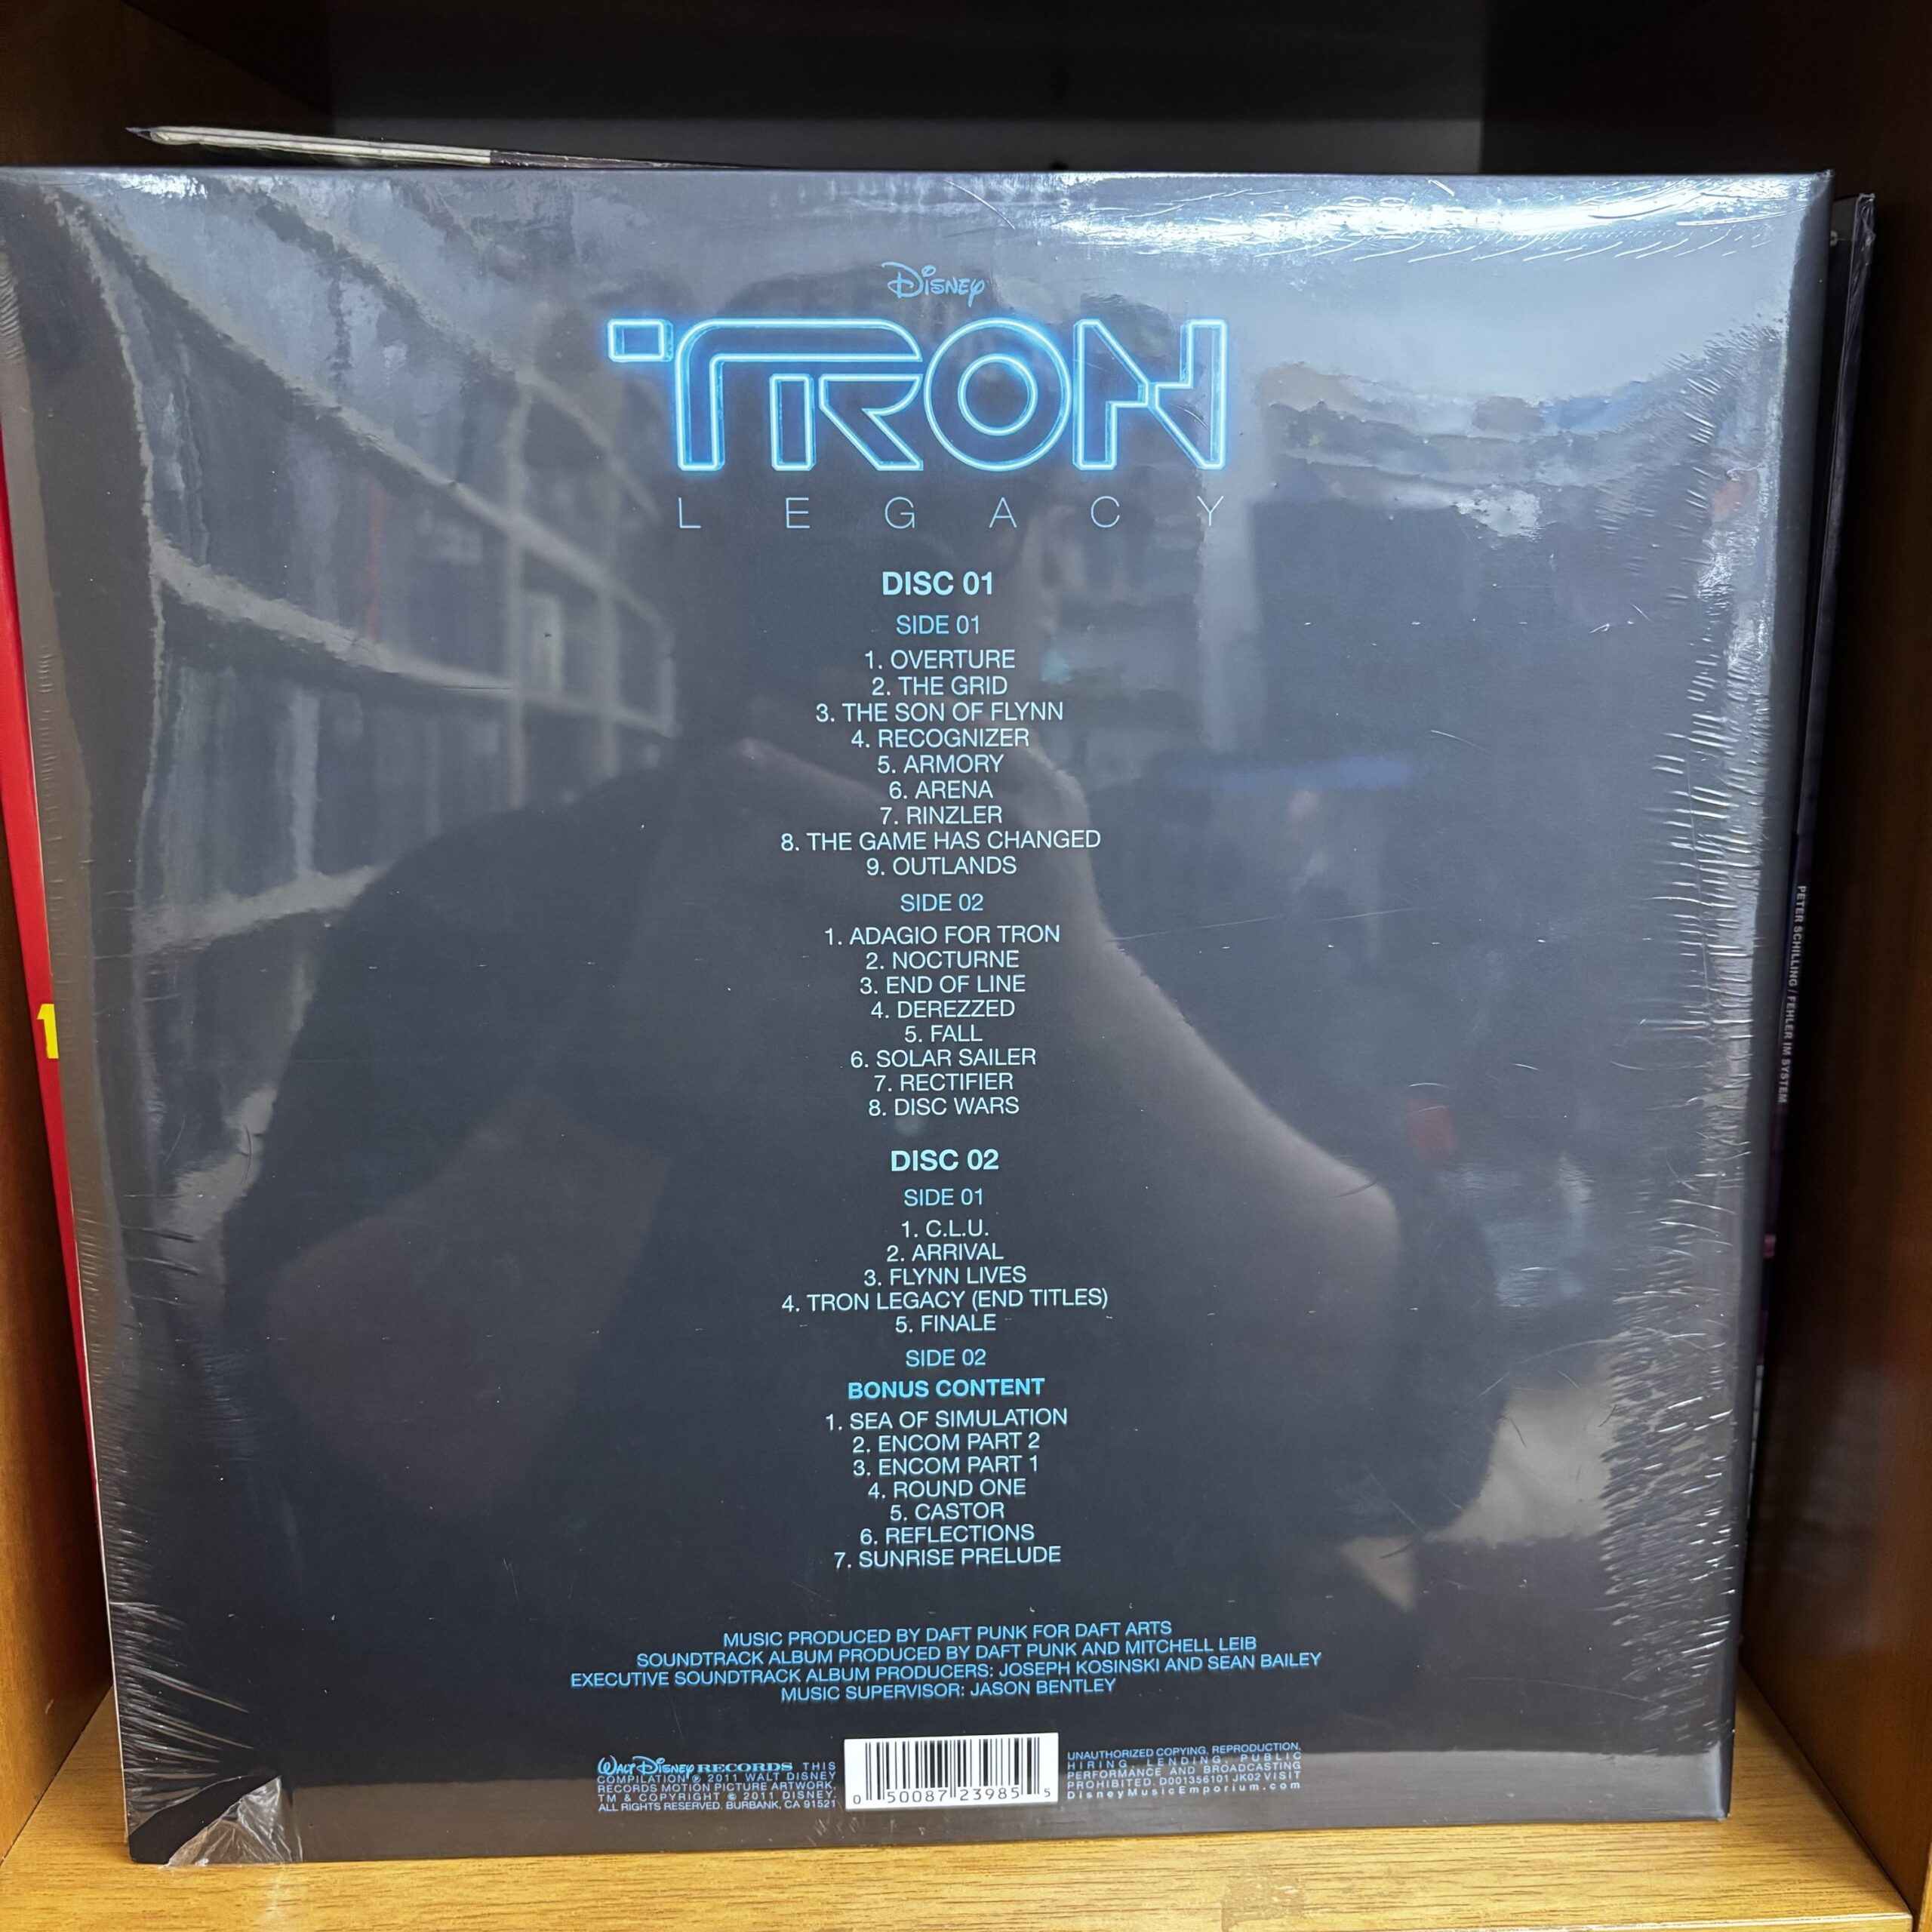 Disney
TRON
LEGACY
DISC 01
SIDE 01
1. OVERTURE
2. THE GRID
3. THE SON OF FLYNN
4. RECOGNIZER
5. ARMORY
6. ARENA
7. RINZLER
8. THE GAME HAS CHANGED
9. OUTLANDS
SIDE 02
1. ADAGIO FOR TRON
2. NOCTURNE
3. END OF LINE
4. DEREZZED
5. FALL
6. SOLAR SAILER
7. RECTIFIER
8. DISC WARS
DISC 02
SIDE 01
1. C.L.U.
2. ARRIVAL
3. FLYNN LIVES
4. TRON LEGACY (END TITLES)
5. FINALE
SIDE 02
BONUS CONTENT
1. SEA OF SIMULATION
2. ENCOM PART 2
3. ENCOM PART 1
4. ROUND ONE
5. CASTOR
6. REFLECTIONS
7. SUNRISE PRELUDE
MUSIC PRODUCED BY DAFT PUNK FOR DAFT ARTS
SOUNDTRACK ALBUM PRODUCED BY DAFT PUNK AND MITCHELL LEIB
EXECUTIVE SOUNDTRACK ALBUM PRODUCERS: JOSEPH KOSINSKI AND SEAN BAILEY
MUSIC SUPERVISOR: JASON BENTLEY
WALT DISNEY RECORDS THIS
COMPILATION ℗ 2011 WALT DISNEY
RECORDS MOTION PICTURE ARTWORK,
TM & COPYRIGHT © 2011 DISNEY.
ALL RIGHTS RESERVED. BURBANK, CA 91521
0 50087 23985 5
UNAUTHORIZED COPYING, REPRODUCTION,
HIRING, LENDING, PUBLIC
PERFORMANCE AND BROADCASTING
PROHIBITED. D001356101 JK02 VISIT
DisneyMusicEmporium.com
PETER SCHILLING / FEHLER IM SYSTEM
1